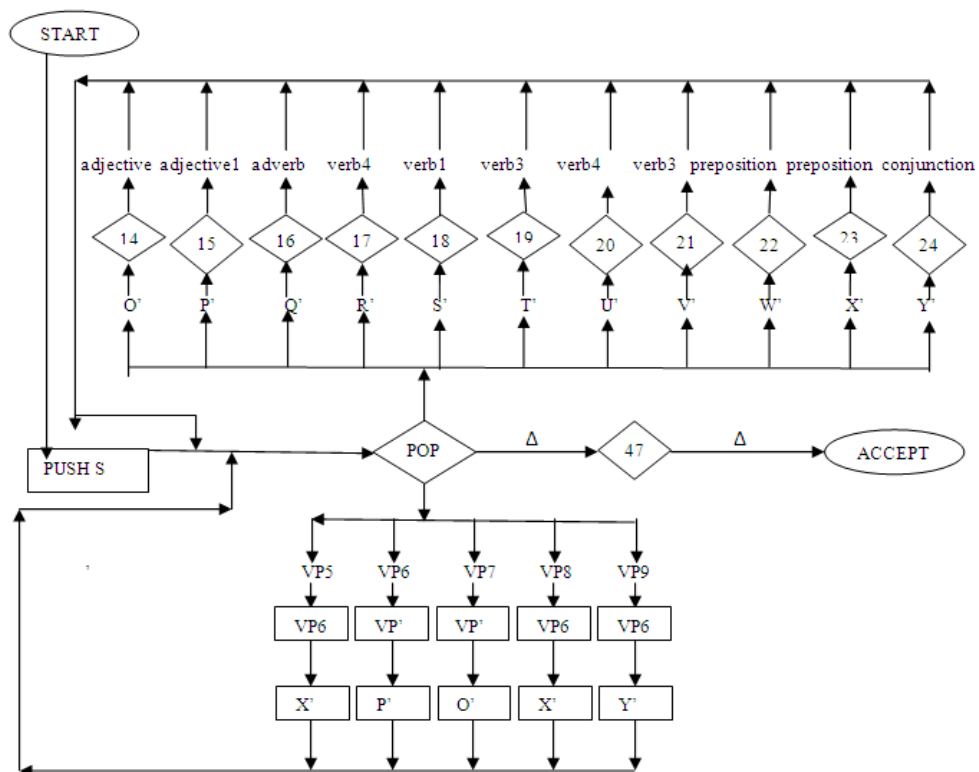 START
adjective adjective1 adverb verb4 verb1 verb3 verb4 verb3 preposition preposition conjunction
14 15 16 17 18 19 20 21 22 23 24
O’ P’ Q’ R’ S’ T’ U’ V’ W’ X’ Y’
PUSH S POP Δ 47 Δ ACCEPT
’ VP5 VP6 VP7 VP8 VP9
VP6 VP’ VP’ VP6 VP6
X’ P’ O’ X’ Y’